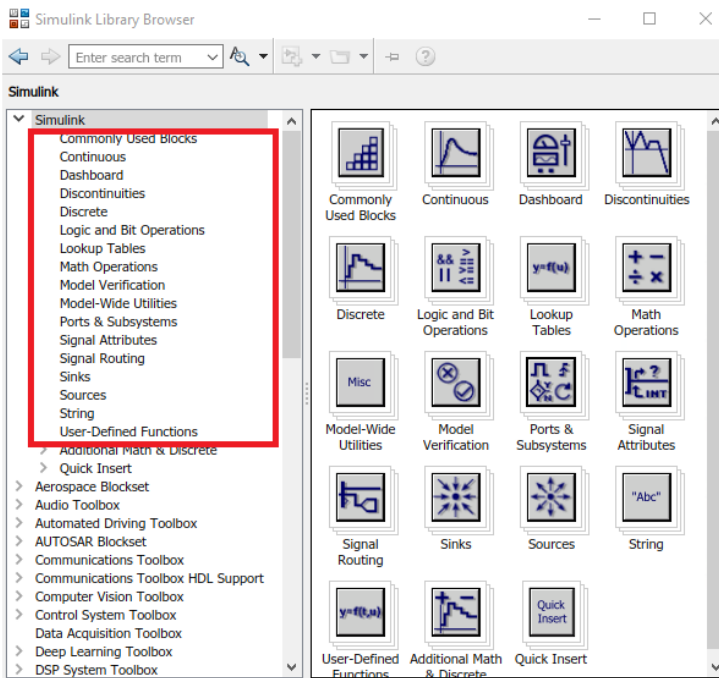 Simulink Library Browser
Enter search term
Simulink
Simulink
Commonly Used Blocks
Continuous
Dashboard
Discontinuities
Discrete
Logic and Bit Operations
Lookup Tables
Math Operations
Model Verification
Model-Wide Utilities
Ports & Subsystems
Signal Attributes
Signal Routing
Sinks
Sources
String
User-Defined Functions
Additional Math & Discrete
Quick Insert
Aerospace Blockset
Audio Toolbox
Automated Driving Toolbox
AUTOSAR Blockset
Communications Toolbox
Communications Toolbox HDL Support
Computer Vision Toolbox
Control System Toolbox
Data Acquisition Toolbox
Deep Learning Toolbox
DSP System Toolbox
Commonly
Used Blocks
Continuous
Dashboard
Discontinuities
&& >
|| ==
<=
y=f(u)
+ −
÷ ×
Discrete
Logic and Bit
Operations
Lookup
Tables
Math
Operations
Misc
Y
N
C
?
INT
Model-Wide
Utilities
Model
Verification
Ports &
Subsystems
Signal
Attributes
"Abc"
Signal
Routing
Sinks
Sources
String
y=f(t,u)
+ −
Quick
Insert
User-Defined
Functions
Additional Math
& Discrete
Quick Insert